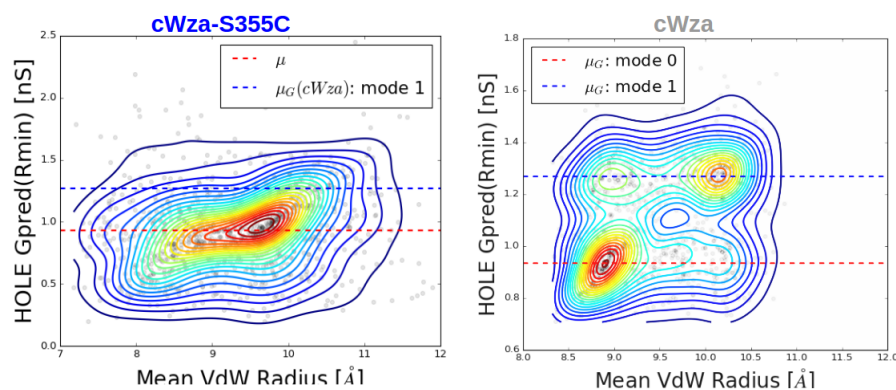 cWza-S355C
cWza
HOLE Gpred(Rmin) [nS]
2.5
2.0
1.5
1.0
0.5
0.0
μ
μG(cWza): mode 1
7
8
9
10
11
12
Mean VdW Radius [Å]
HOLE Gpred(Rmin) [nS]
1.8
1.6
1.4
1.2
1.0
0.8
0.6
μG: mode 0
μG: mode 1
8.0
8.5
9.0
9.5
10.0
10.5
11.0
11.5
12.0
Mean VdW Radius [Å]